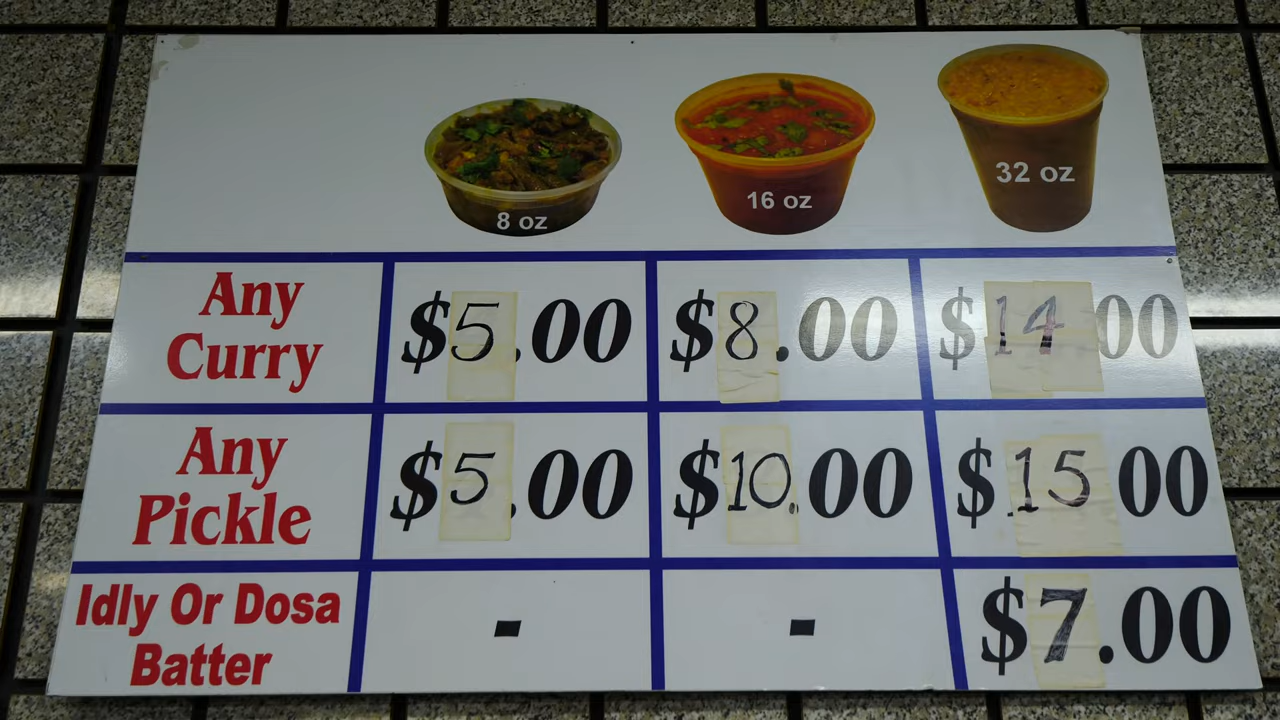 8 oz 16 oz 32 oz
Any
Curry
$5.00 $8.00 $14 00
Any
Pickle
$5.00 $10.00 $15 00
Idly Or Dosa
Batter
- - $7.00